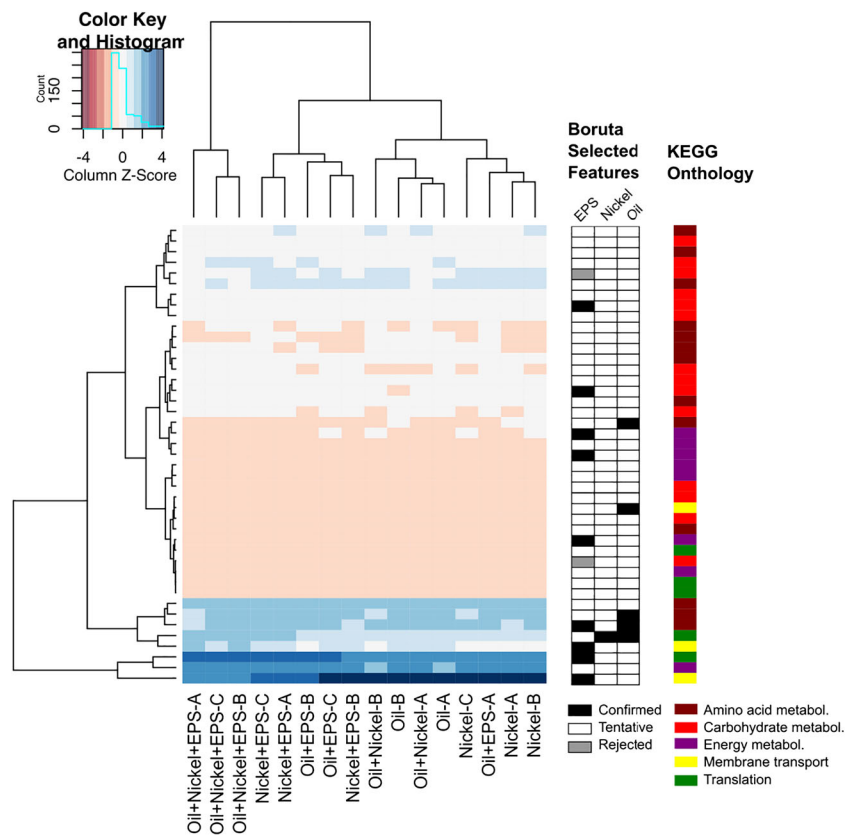 Color Key
and Histogram
Count
150
0
-4
0
2
4
Column Z-Score
Boruta
Selected
Features
KEGG
Onthology
EPS
Nickel
Oil
Oil+Nickel+EPS-A
Oil+Nickel+EPS-C
Oil+Nickel+EPS-B
Nickel+EPS-C
Nickel+EPS-A
Oil+EPS-B
Oil+EPS-C
Nickel+EPS-B
Oil+Nickel-B
Oil-B
Oil+Nickel-A
Oil-A
Nickel-C
Oil+EPS-A
Nickel-A
Nickel-B
Confirmed
Tentative
Rejected
Amino acid metabol.
Carbohydrate metabol.
Energy metabol.
Membrane transport
Translation